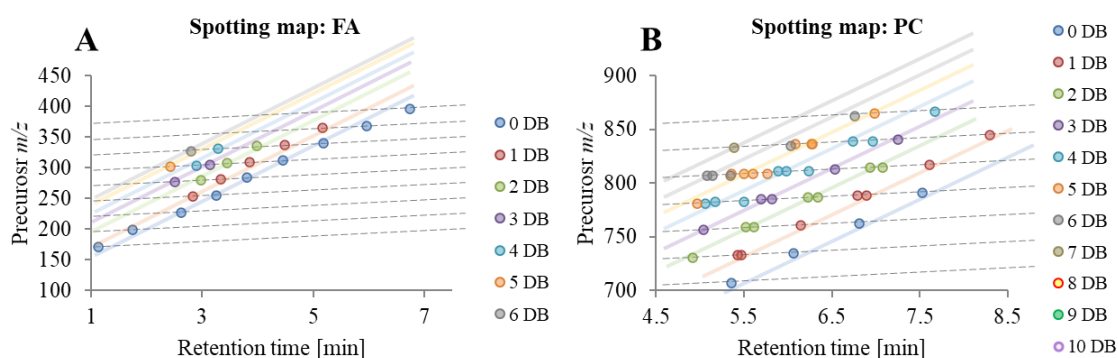 A
Spotting map: FA
Precurosr m/z
450
400
350
300
250
200
150
100
1 3 5 7
Retention time [min]
0 DB
1 DB
2 DB
3 DB
4 DB
5 DB
6 DB
B
Spotting map: PC
Precurosr m/z
900
850
800
750
700
4.5 5.5 6.5 7.5 8.5
Retention time [min]
0 DB
1 DB
2 DB
3 DB
4 DB
5 DB
6 DB
7 DB
8 DB
9 DB
10 DB